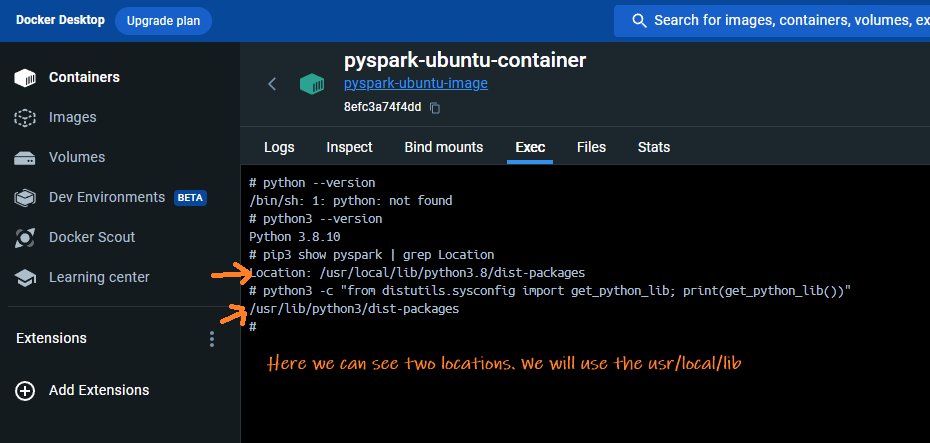 Docker Desktop
Upgrade plan
Search for images, containers, volumes, ex
Containers
Images
Volumes
Dev Environments BETA
Docker Scout
Learning center
Extensions
Add Extensions
pyspark-ubuntu-container
pyspark-ubuntu-image
8efc3a74f4dd
Logs Inspect Bind mounts Exec Files Stats
# python --version
/bin/sh: 1: python: not found
# python3 --version
Python 3.8.10
# pip3 show pyspark | grep Location
Location: /usr/local/lib/python3.8/dist-packages
# python3 -c "from distutils.sysconfig import get_python_lib; print(get_python_lib())"
/usr/lib/python3/dist-packages
#
Here we can see two locations. We will use the usr/local/lib